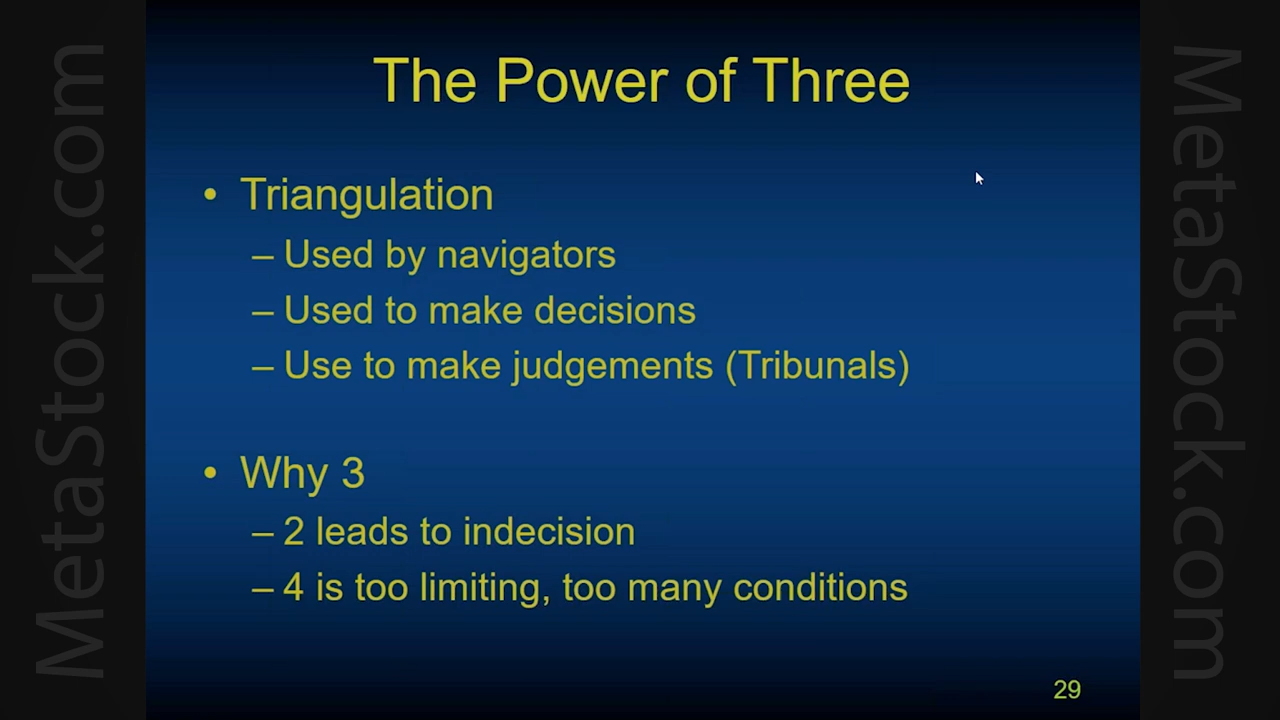 The Power of Three
• Triangulation
– Used by navigators
– Used to make decisions
– Use to make judgements (Tribunals)
• Why 3
– 2 leads to indecision
– 4 is too limiting, too many conditions
29
MetaStock.com
MetaStock.com